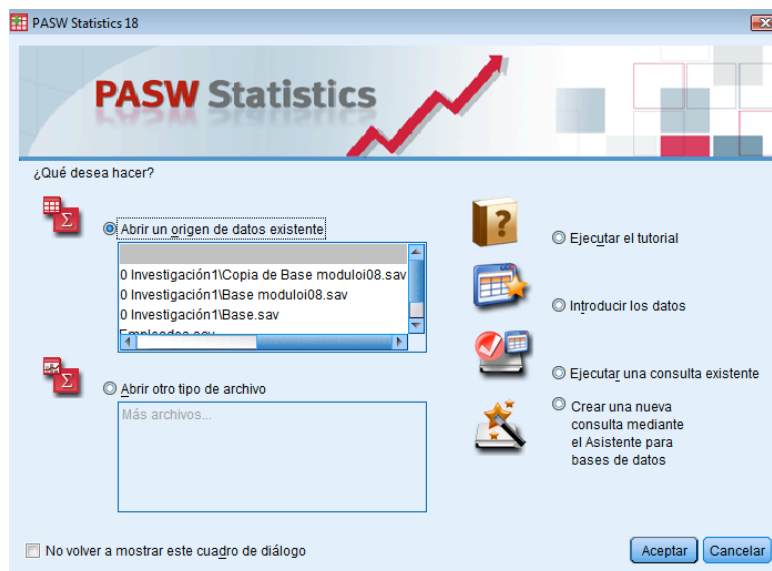 PASW Statistics 18
PASW Statistics
¿Qué desea hacer?
Abrir un origen de datos existente
0 Investigación1\Copia de Base moduloi08.sav
0 Investigación1\Base moduloi08.sav
0 Investigación1\Base.sav
Empleados.sav
Abrir otro tipo de archivo
Más archivos...
Ejecutar el tutorial
Introducir los datos
Ejecutar una consulta existente
Crear una nueva
consulta mediante
el Asistente para
bases de datos
No volver a mostrar este cuadro de diálogo
Aceptar
Cancelar